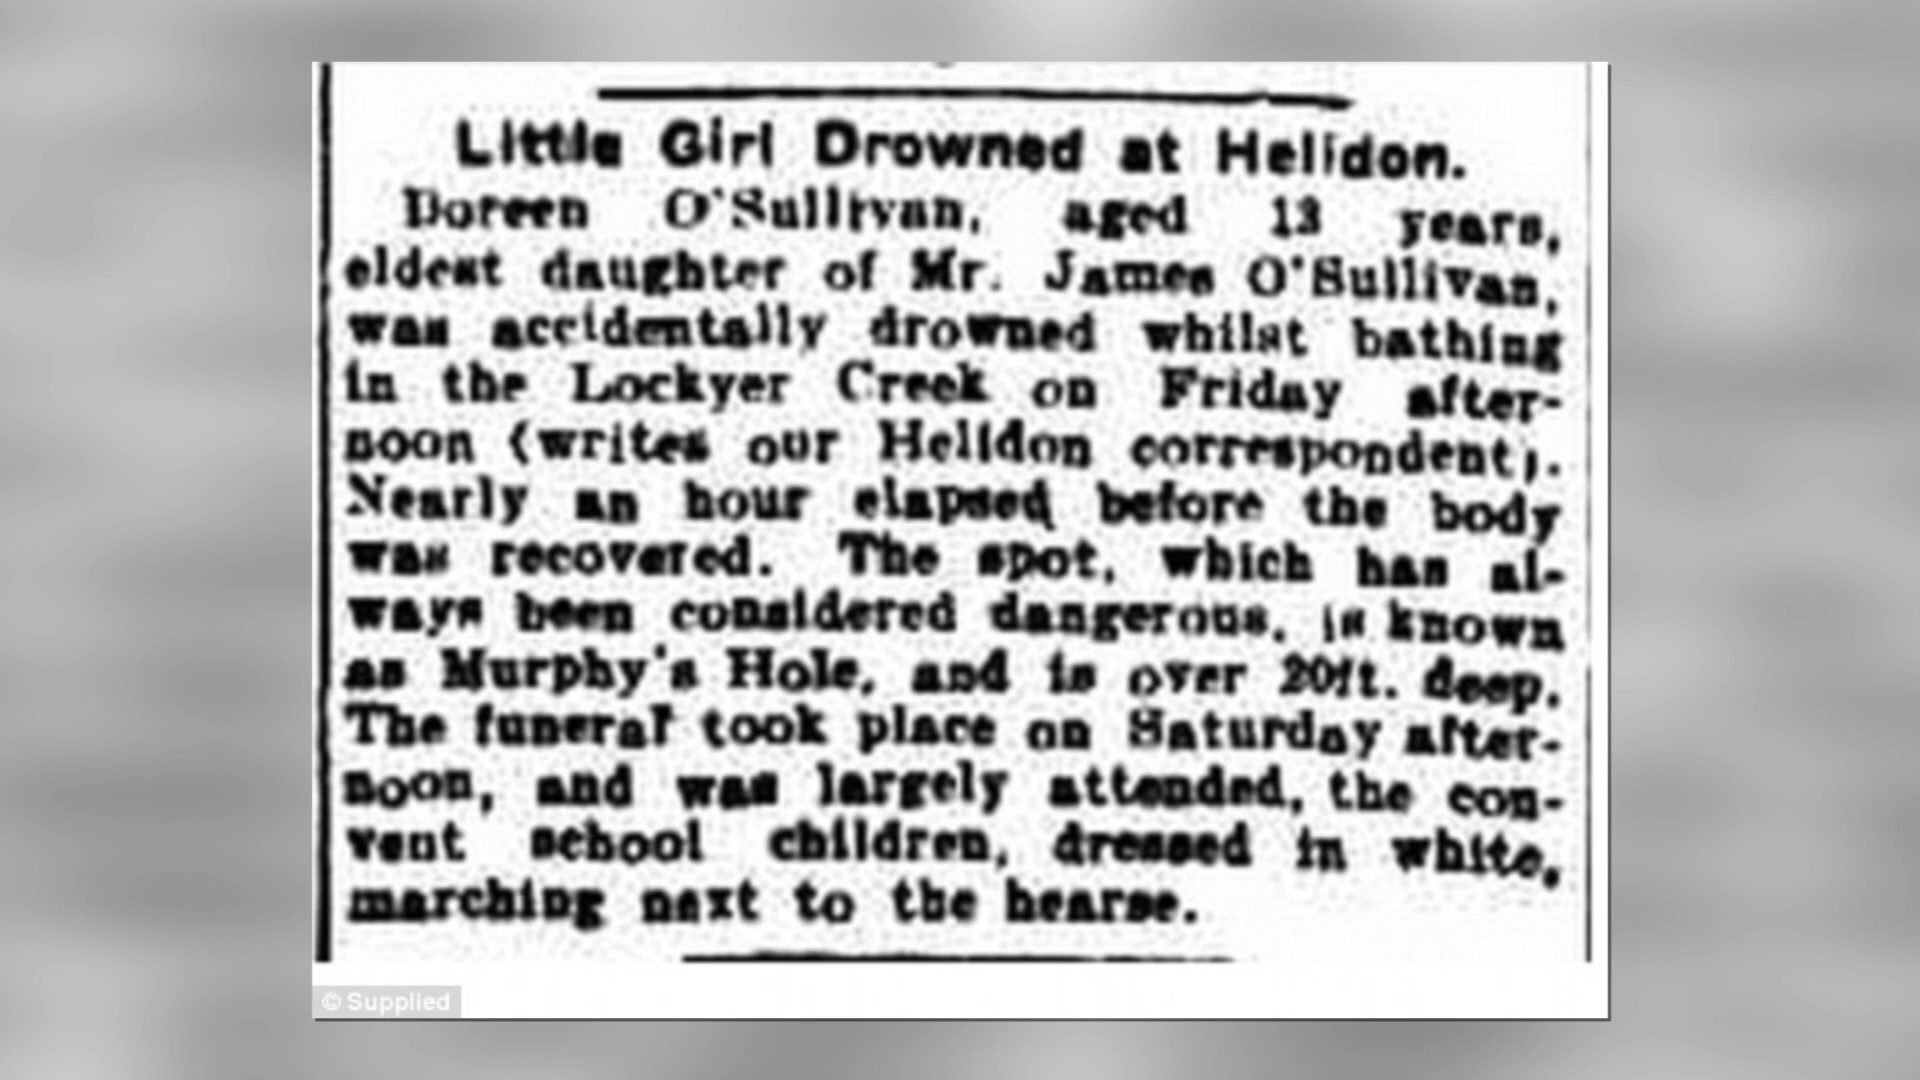 Little Girl Drowned at Helidon.
Doreen O'Sullivan, aged 13 years,
eldest daughter of Mr. James O'Sullivan,
was accidentally drowned whilst bathing
in the Lockyer Creek on Friday after-
noon (writes our Helidon correspondent).
Nearly an hour elapsed before the body
was recovered. The spot, which has al-
ways been considered dangerous, is known
as Murphy's Hole, and is over 20ft. deep.
The funeral took place on Saturday after-
noon, and was largely attended, the con-
vent school children, dressed in white,
marching next to the hearse.
© Supplied